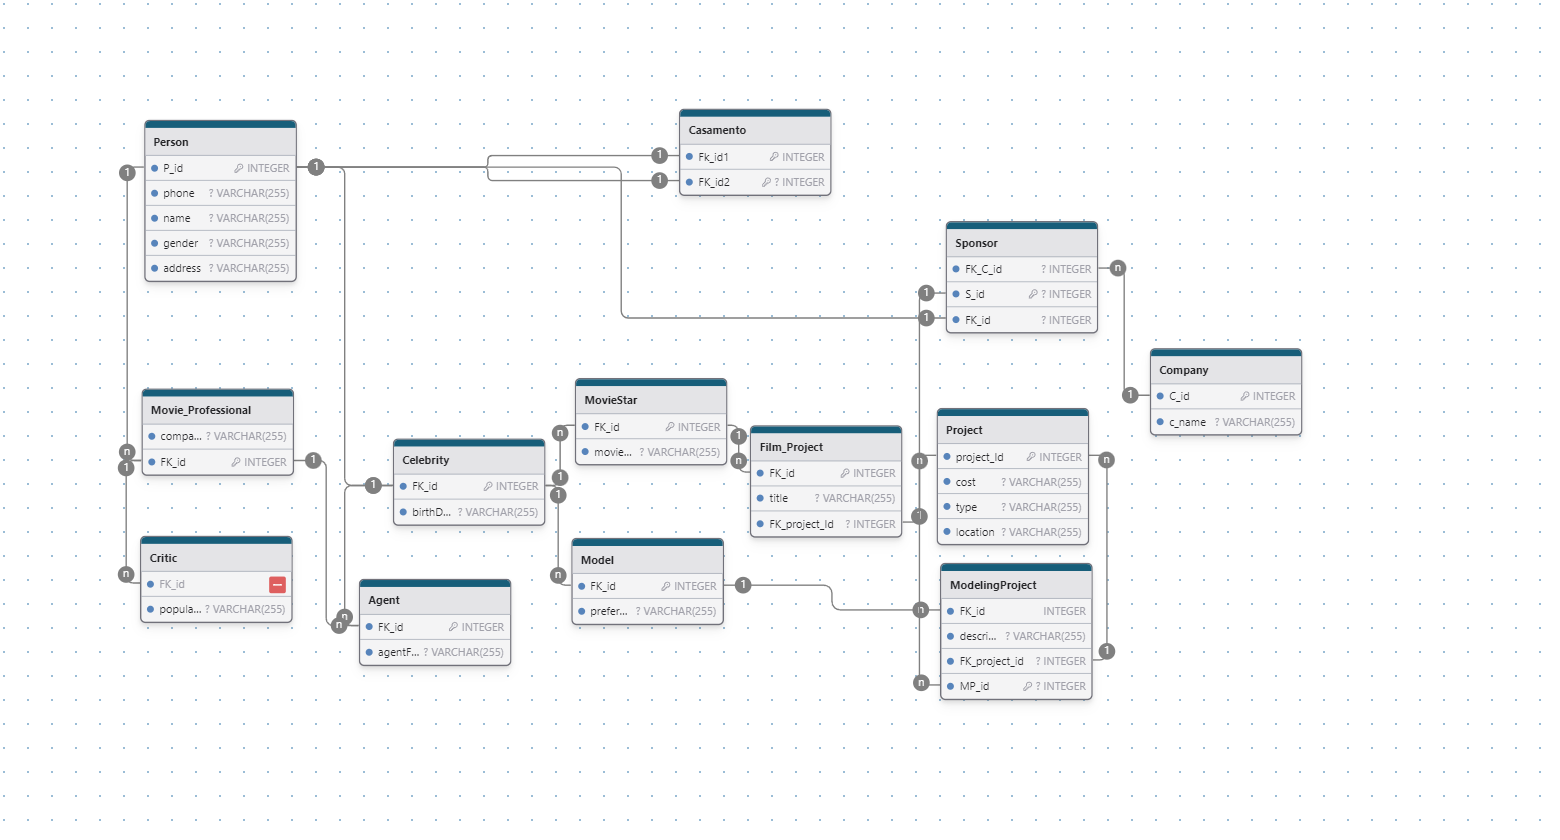 Person
P_id INTEGER
phone ? VARCHAR(255)
name ? VARCHAR(255)
gender ? VARCHAR(255)
address ? VARCHAR(255)
Casamento
Fk_id1 INTEGER
FK_id2 ? INTEGER
Sponsor
FK_C_id ? INTEGER
S_id ? INTEGER
FK_id ? INTEGER
Company
C_id INTEGER
c_name ? VARCHAR(255)
Movie_Professional
compa... ? VARCHAR(255)
FK_id INTEGER
Celebrity
FK_id INTEGER
birthD... ? VARCHAR(255)
MovieStar
FK_id INTEGER
movie... ? VARCHAR(255)
Film_Project
FK_id INTEGER
title ? VARCHAR(255)
FK_project_Id ? INTEGER
Project
project_Id INTEGER
cost ? VARCHAR(255)
type ? VARCHAR(255)
location ? VARCHAR(255)
Critic
FK_id
popula... ? VARCHAR(255)
Agent
FK_id INTEGER
agentF... ? VARCHAR(255)
Model
FK_id INTEGER
prefer... ? VARCHAR(255)
ModelingProject
FK_id INTEGER
descri... ? VARCHAR(255)
FK_project_id ? INTEGER
MP_id ? INTEGER
1
1
1
1
1
1
n
1
n
1
n
1
1
n
n
n
1
1
n
1
n
n
1
n
1
1
n
n
1